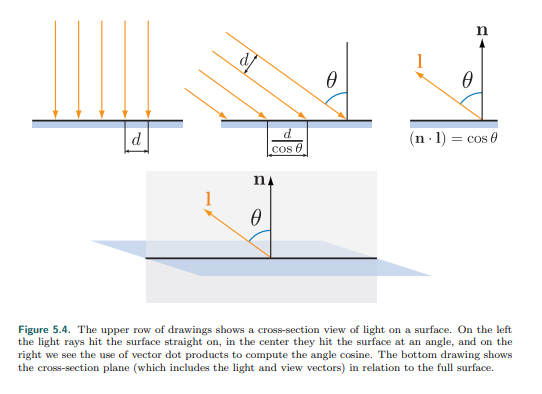 n
l
θ
d
θ
d
d
cos θ
(n · l) = cos θ
n
l
θ
Figure 5.4. The upper row of drawings shows a cross-section view of light on a surface. On the left
the light rays hit the surface straight on, in the center they hit the surface at an angle, and on the
right we see the use of vector dot products to compute the angle cosine. The bottom drawing shows
the cross-section plane (which includes the light and view vectors) in relation to the full surface.